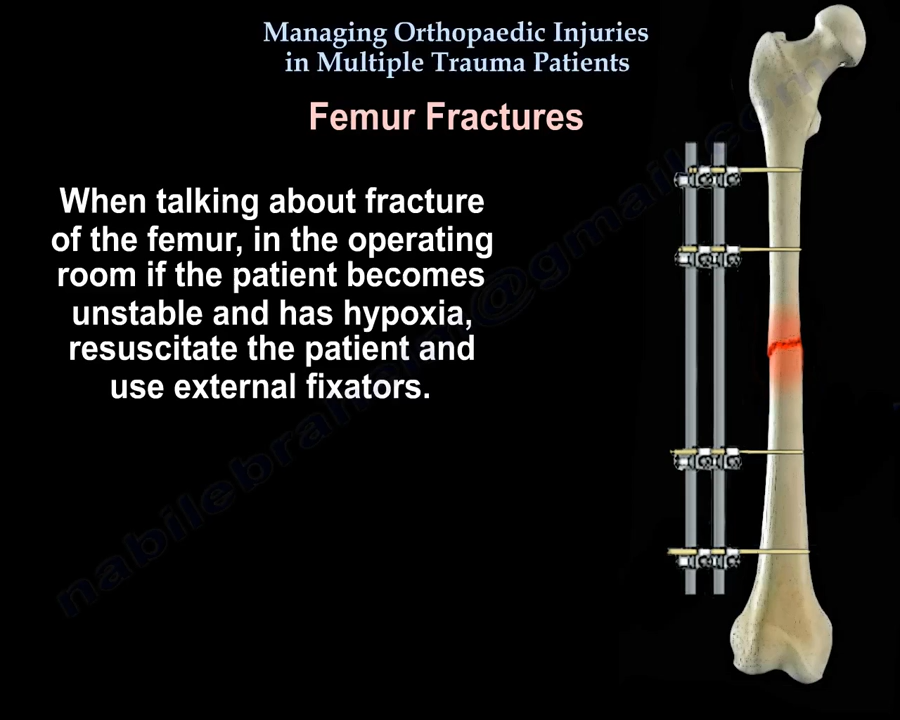 Managing Orthopaedic Injuries
in Multiple Trauma Patients
Femur Fractures
When talking about fracture
of the femur, in the operating
room if the patient becomes
unstable and has hypoxia,
resuscitate the patient and
use external fixators.